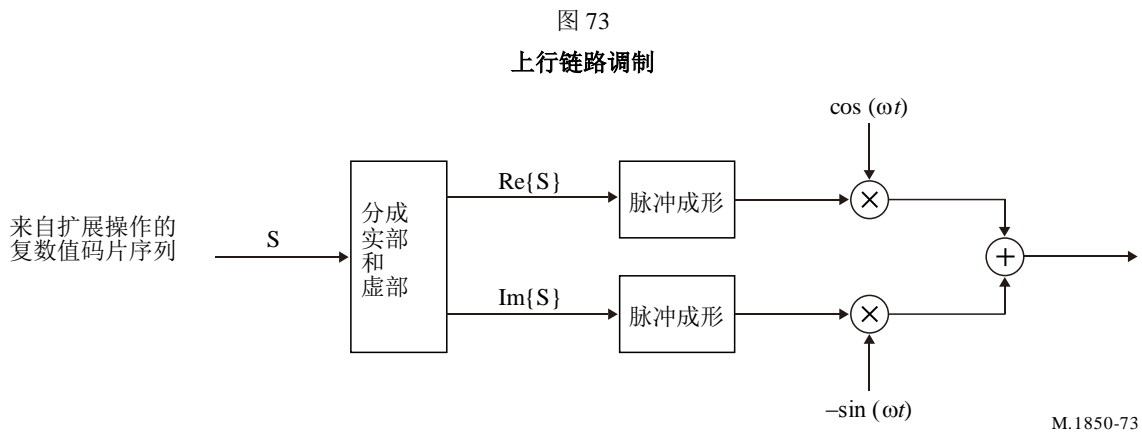 图 73
上行链路调制
cos (ωt)
Re{S}
脉冲成形
×
来自扩展操作的
复数值码片序列
S
分成
实部
和
虚部
+
Im{S}
脉冲成形
×
–sin (ωt)
M.1850-73